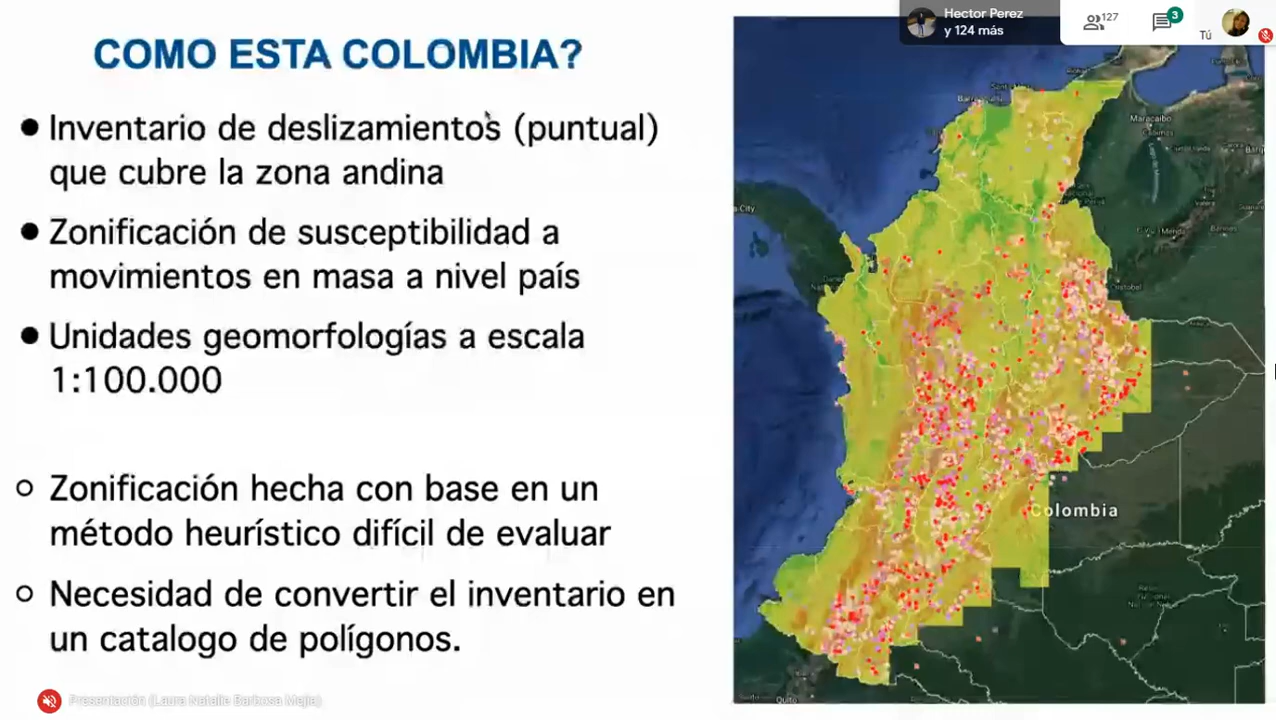 COMO ESTA COLOMBIA?
● Inventario de deslizamientos (puntual)
que cubre la zona andina
● Zonificación de susceptibilidad a
movimientos en masa a nivel país
● Unidades geomorfologías a escala
1:100.000
○ Zonificación hecha con base en un
método heurístico difícil de evaluar
○ Necesidad de convertir el inventario en
un catalogo de polígonos.
Presentación (Laura Natalie Barbosa Mejia)
Hector Perez
y 124 más
127
3
Tú
Maracaibo
Colombia
Quito